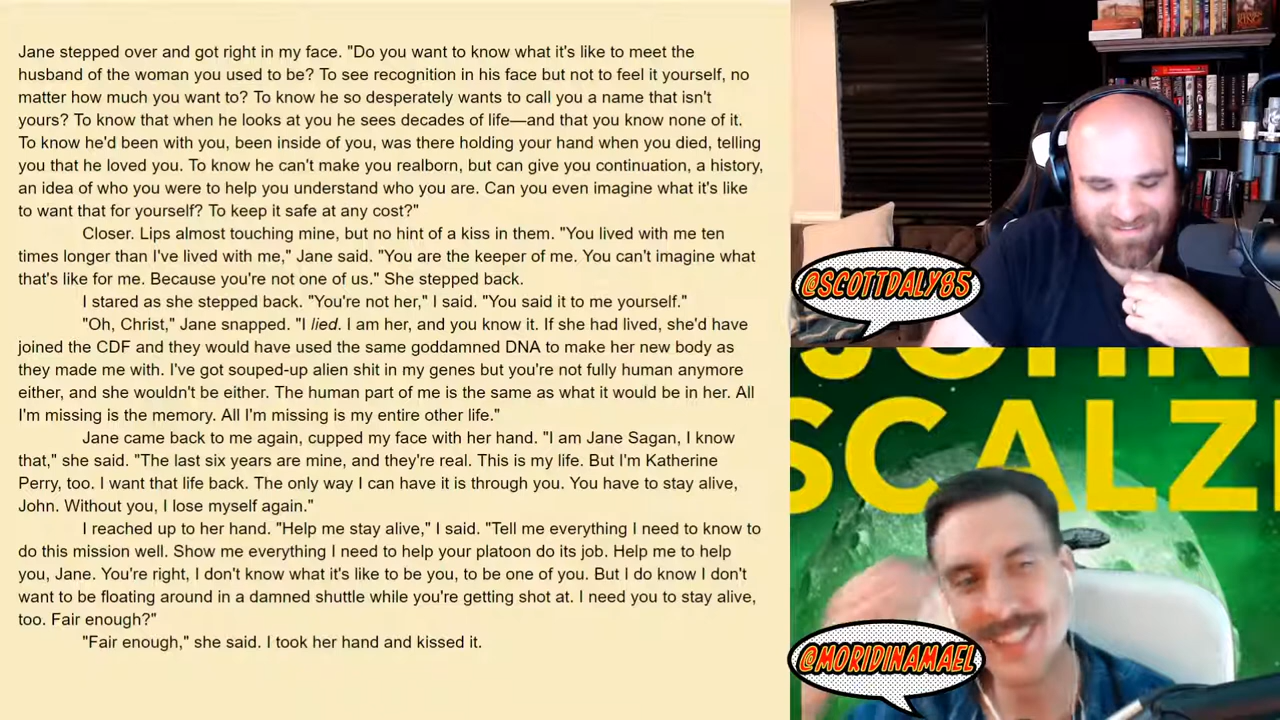 Jane stepped over and got right in my face. "Do you want to know what it's like to meet the
husband of the woman you used to be? To see recognition in his face but not to feel it yourself, no
matter how much you want to? To know he so desperately wants to call you a name that isn't
yours? To know that when he looks at you he sees decades of life—and that you know none of it.
To know he'd been with you, been inside of you, was there holding your hand when you died, telling
you that he loved you. To know he can't make you realborn, but can give you continuation, a history,
an idea of who you were to help you understand who you are. Can you even imagine what it's like
to want that for yourself? To keep it safe at any cost?"
Closer. Lips almost touching mine, but no hint of a kiss in them. "You lived with me ten
times longer than I've lived with me," Jane said. "You are the keeper of me. You can't imagine what
that's like for me. Because you're not one of us." She stepped back.
I stared as she stepped back. "You're not her," I said. "You said it to me yourself."
"Oh, Christ," Jane snapped. "I lied. I am her, and you know it. If she had lived, she'd have
joined the CDF and they would have used the same goddamned DNA to make her new body as
they made me with. I've got souped-up alien shit in my genes but you're not fully human anymore
either, and she wouldn't be either. The human part of me is the same as what it would be in her. All
I'm missing is the memory. All I'm missing is my entire other life."
Jane came back to me again, cupped my face with her hand. "I am Jane Sagan, I know
that," she said. "The last six years are mine, and they're real. This is my life. But I'm Katherine
Perry, too. I want that life back. The only way I can have it is through you. You have to stay alive,
John. Without you, I lose myself again."
I reached up to her hand. "Help me stay alive," I said. "Tell me everything I need to know to
do this mission well. Show me everything I need to help your platoon do its job. Help me to help
you, Jane. You're right, I don't know what it's like to be you, to be one of you. But I do know I don't
want to be floating around in a damned shuttle while you're getting shot at. I need you to stay alive,
too. Fair enough?"
"Fair enough," she said. I took her hand and kissed it.
@SCOTTDALY85
JOHN
SCALZI
@MORIDINAMAEL